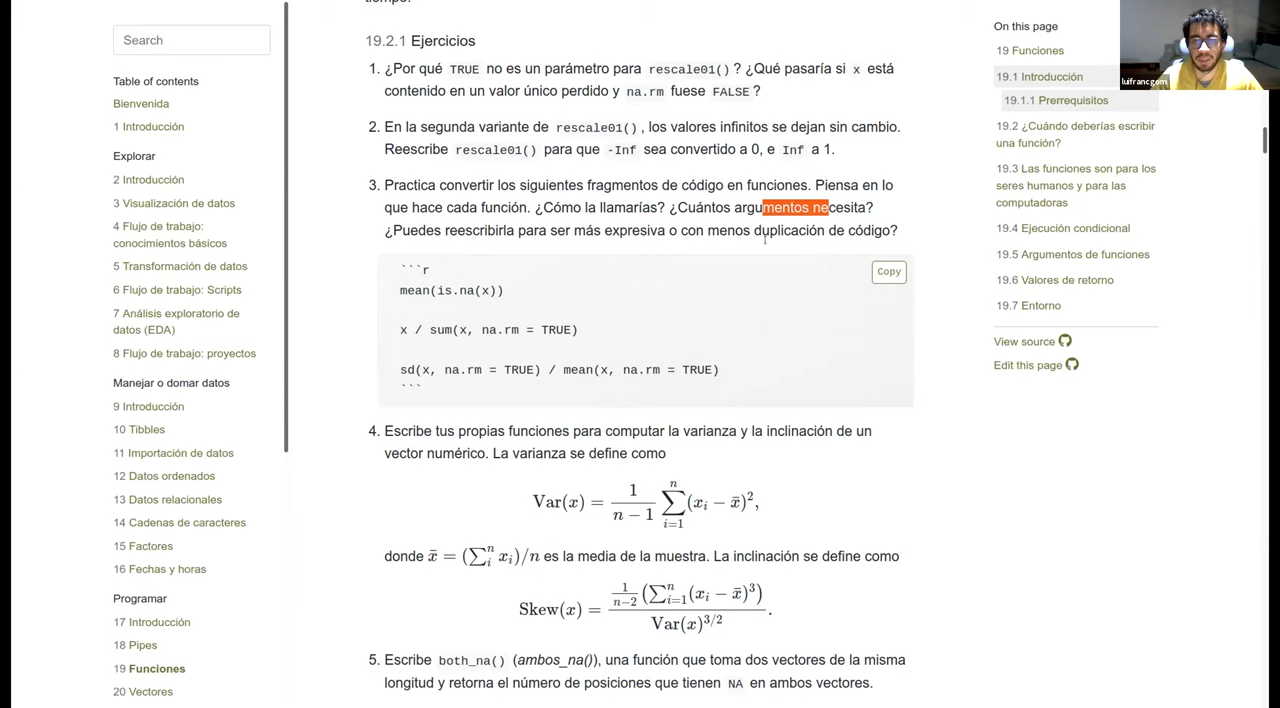 tiempo.
19.2.1 Ejercicios
1. ¿Por qué TRUE no es un parámetro para rescale01()? ¿Qué pasaría si x está
contenido en un valor único perdido y na.rm fuese FALSE?
2. En la segunda variante de rescale01(), los valores infinitos se dejan sin cambio.
Reescribe rescale01() para que -Inf sea convertido a 0, e Inf a 1.
3. Practica convertir los siguientes fragmentos de código en funciones. Piensa en lo
que hace cada función. ¿Cómo la llamarías? ¿Cuántos argumentos necesita?
¿Puedes reescribirla para ser más expresiva o con menos duplicación de código?
```r
Copy
mean(is.na(x))
x / sum(x, na.rm = TRUE)
sd(x, na.rm = TRUE) / mean(x, na.rm = TRUE)
```
4. Escribe tus propias funciones para computar la varianza y la inclinación de un
vector numérico. La varianza se define como
Var(x) = \frac{1}{n − 1} \sum_{i=1}^{n} (x_i − x̄)^2,
donde x̄ = (\sum_i^n x_i)/n es la media de la muestra. La inclinación se define como
Skew(x) = \frac{\frac{1}{n−2} (\sum_{i=1}^{n} (x_i − x̄)^3)}{Var(x)^{3/2}}.
5. Escribe both_na() (ambos_na()), una función que toma dos vectores de la misma
longitud y retorna el número de posiciones que tienen NA en ambos vectores.
Search
Table of contents
Bienvenida
1 Introducción
Explorar
2 Introducción
3 Visualización de datos
4 Flujo de trabajo:
conocimientos básicos
5 Transformación de datos
6 Flujo de trabajo: Scripts
7 Análisis exploratorio de
datos (EDA)
8 Flujo de trabajo: proyectos
Manejar o domar datos
9 Introducción
10 Tibbles
11 Importación de datos
12 Datos ordenados
13 Datos relacionales
14 Cadenas de caracteres
15 Factores
16 Fechas y horas
Programar
17 Introducción
18 Pipes
19 Funciones
20 Vectores
On this page
19 Funciones
19.1 Introducción
19.1.1 Prerrequisitos
19.2 ¿Cuándo deberías escribir
una función?
19.3 Las funciones son para los
seres humanos y para las
computadoras
19.4 Ejecución condicional
19.5 Argumentos de funciones
19.6 Valores de retorno
19.7 Entorno
View source
Edit this page
luifrancgom